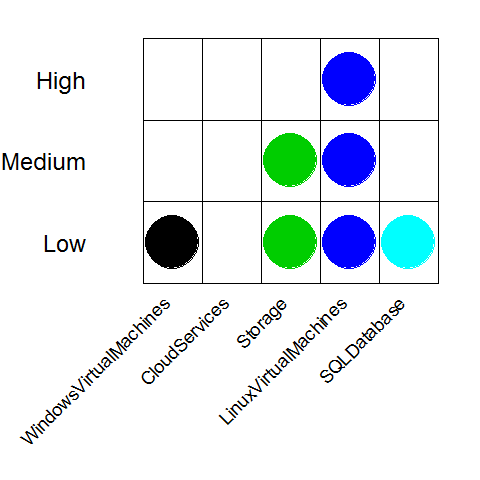 High
Medium
Low
WindowsVirtualMachines
CloudServices
Storage
LinuxVirtualMachines
SQLDatabase